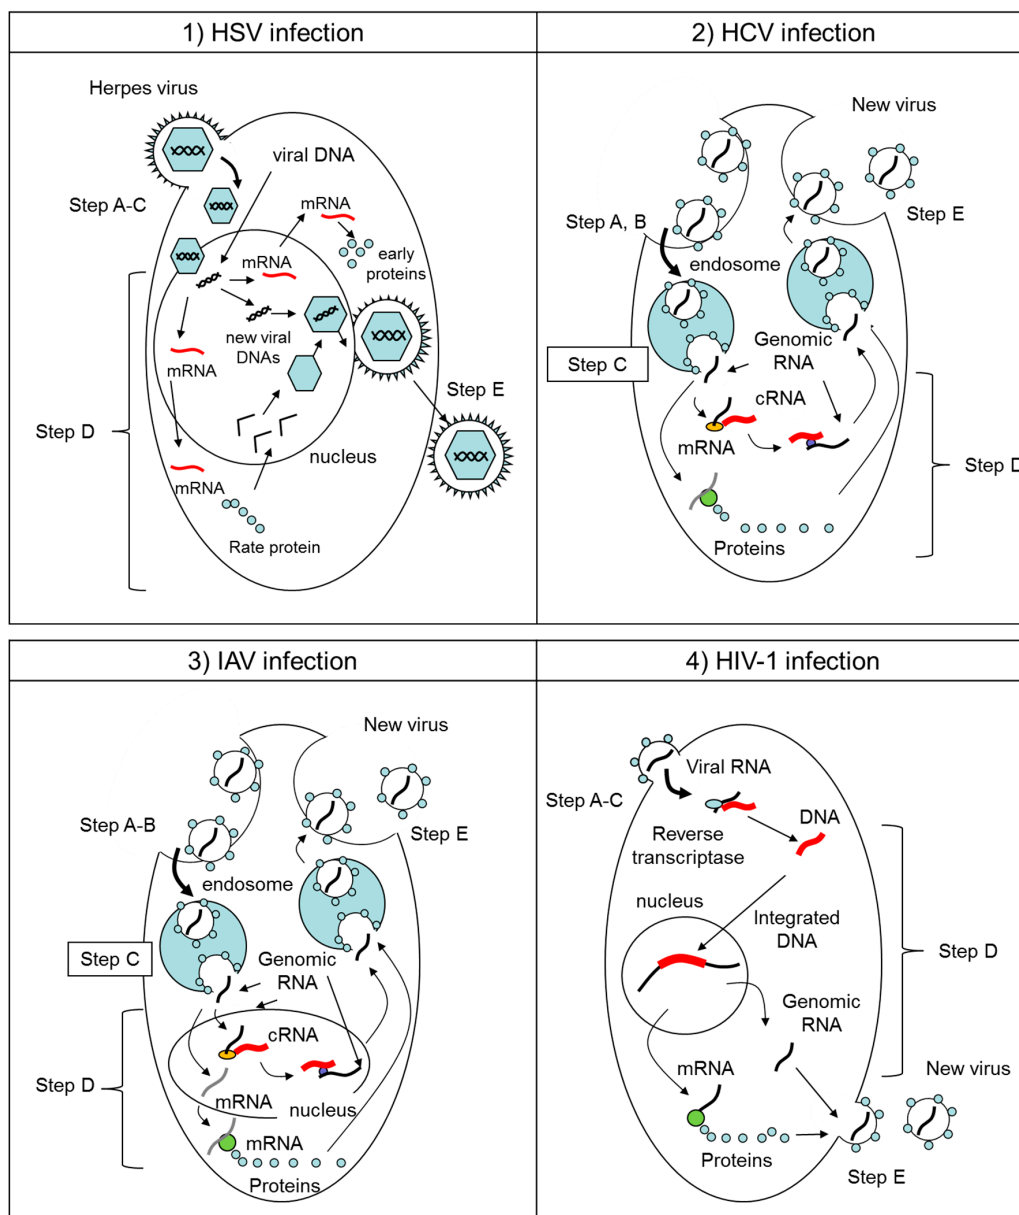 1) HSV infection
Herpes virus
viral DNA
Step A-C
mRNA
mRNA
early
proteins
new viral
DNAs
mRNA
Step E
Step D
nucleus
mRNA
Rate protein
2) HCV infection
New virus
Step A, B
Step E
endosome
Step C
Genomic
RNA
cRNA
mRNA
Step D
Proteins
3) IAV infection
New virus
Step A-B
Step E
endosome
Step C
Genomic
RNA
cRNA
Step D
mRNA
nucleus
mRNA
Proteins
4) HIV-1 infection
Viral RNA
Step A-C
DNA
Reverse
transcriptase
nucleus
Integrated
DNA
Step D
Genomic
RNA
mRNA
New virus
Proteins
Step E